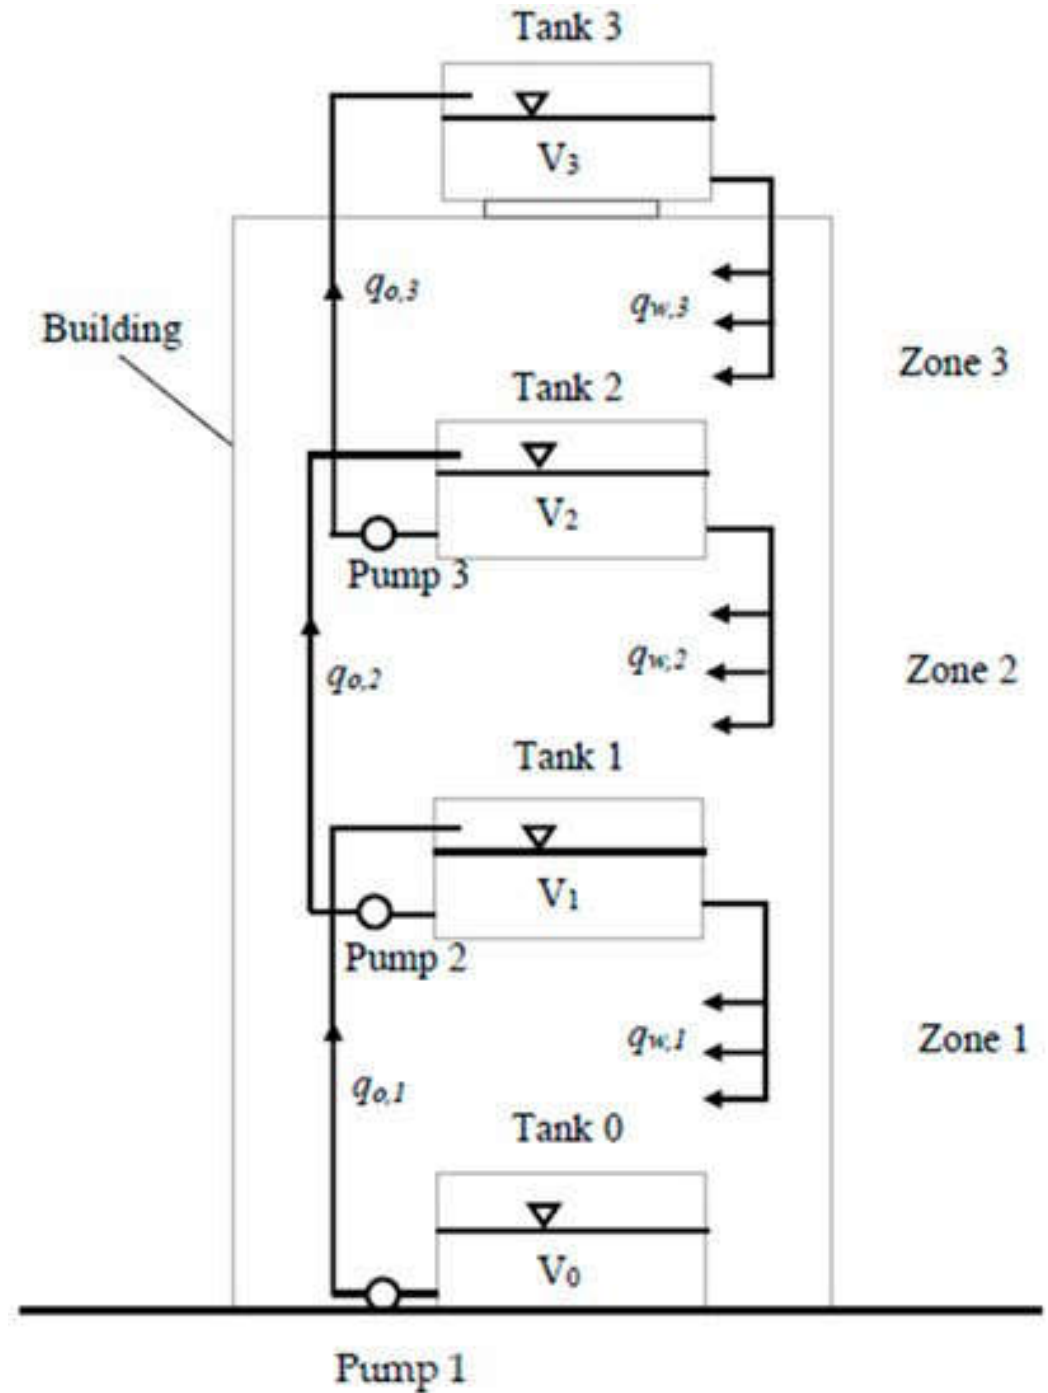 Tank 3
V₃
qo,3
qw,3
Building
Zone 3
Tank 2
V₂
Pump 3
qo,2
qw,2
Zone 2
Tank 1
V₁
Pump 2
qw,1
Zone 1
qo,1
Tank 0
V₀
Pump 1